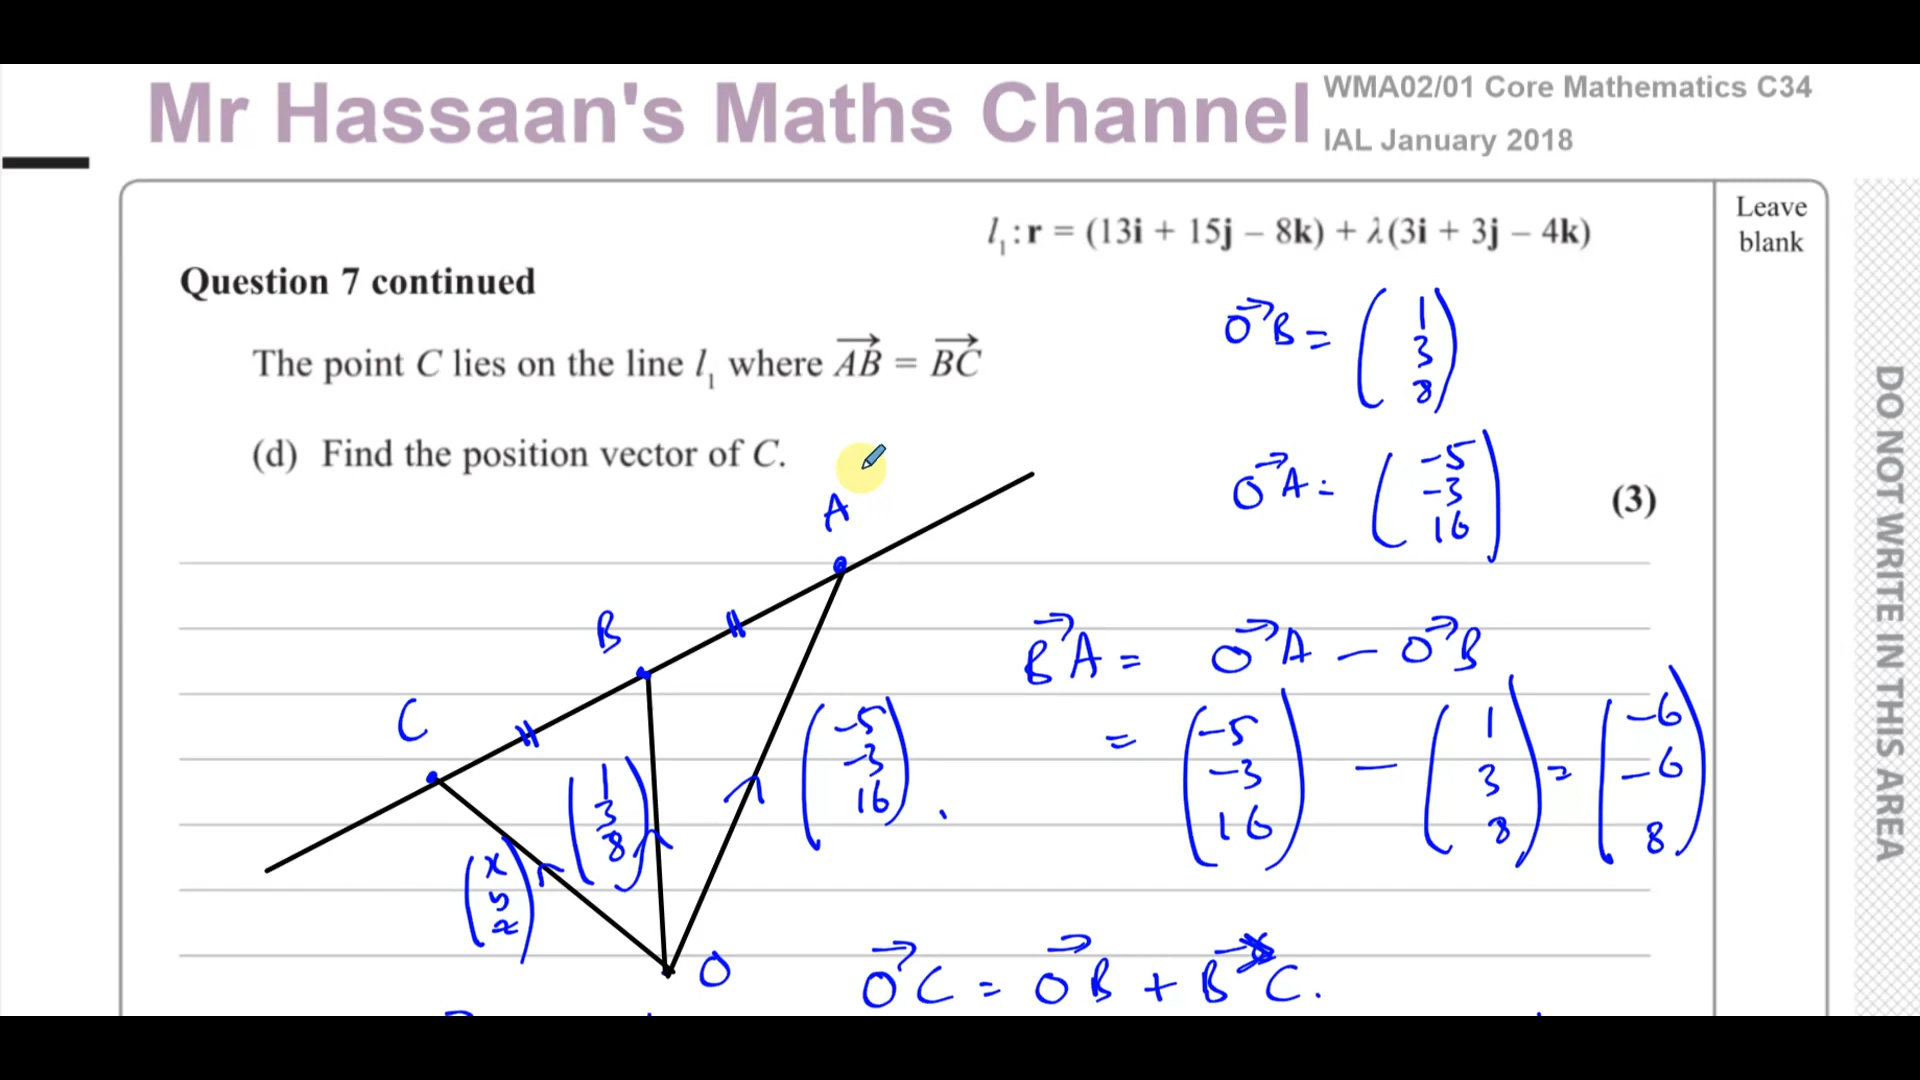 Mr Hassaan's Maths Channel
WMA02/01 Core Mathematics C34
IAL January 2018
Leave
blank
l₁ : r = (13i + 15j – 8k) + λ(3i + 3j – 4k)
Question 7 continued
OB = (1 3 8)
The point C lies on the line l₁ where AB = BC
(d) Find the position vector of C.
OA = (-5 -3 16)
(3)
A
B
C
BA = OA - OB
= (-5 -3 16) - (1 3 8) = (-6 -6 8)
(-5 -3 16).
(1 3 8)
(x y z)
O
OC = OB + BC.
DO NOT WRITE IN THIS AREA